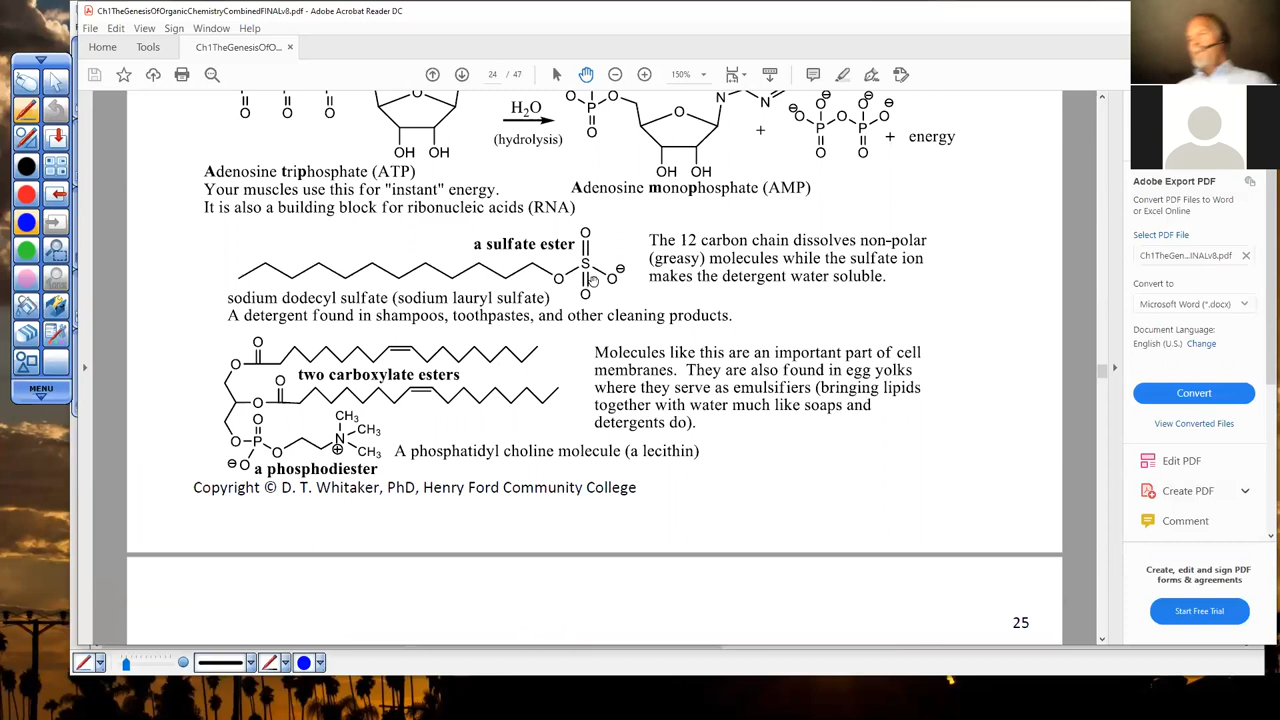 Ch1TheGenesisOfOrganicChemistryCombinedFINALv8.pdf - Adobe Acrobat Reader DC
File Edit View Sign Window Help
Home Tools Ch1TheGenesisOfO... ×
24 / 47 150%
O O O
O
OH OH
H₂O
(hydrolysis)
O P O O N N
O
OH OH
+
⊖ O ⊖ O O ⊖
O P O P O
O O
+ energy
Adenosine triphosphate (ATP)
Your muscles use this for "instant" energy.
It is also a building block for ribonucleic acids (RNA)
Adenosine monophosphate (AMP)
a sulfate ester
O
S
O O ⊖
O
The 12 carbon chain dissolves non-polar
(greasy) molecules while the sulfate ion
makes the detergent water soluble.
sodium dodecyl sulfate (sodium lauryl sulfate)
A detergent found in shampoos, toothpastes, and other cleaning products.
O
O
two carboxylate esters
O
O
O
O P O
⊖ O
CH₃
CH₃
N
⊕ CH₃
a phosphodiester
A phosphatidyl choline molecule (a lecithin)
Molecules like this are an important part of cell
membranes. They are also found in egg yolks
where they serve as emulsifiers (bringing lipids
together with water much like soaps and
detergents do).
Copyright © D. T. Whitaker, PhD, Henry Ford Community College
25
MENU
Adobe Export PDF
Convert PDF Files to Word
or Excel Online
Select PDF File
Ch1TheGen...INALv8.pdf ×
Convert to
Microsoft Word (*.docx)
Document Language:
English (U.S.) Change
Convert
View Converted Files
Edit PDF
Create PDF
Comment
Create, edit and sign PDF
forms & agreements
Start Free Trial